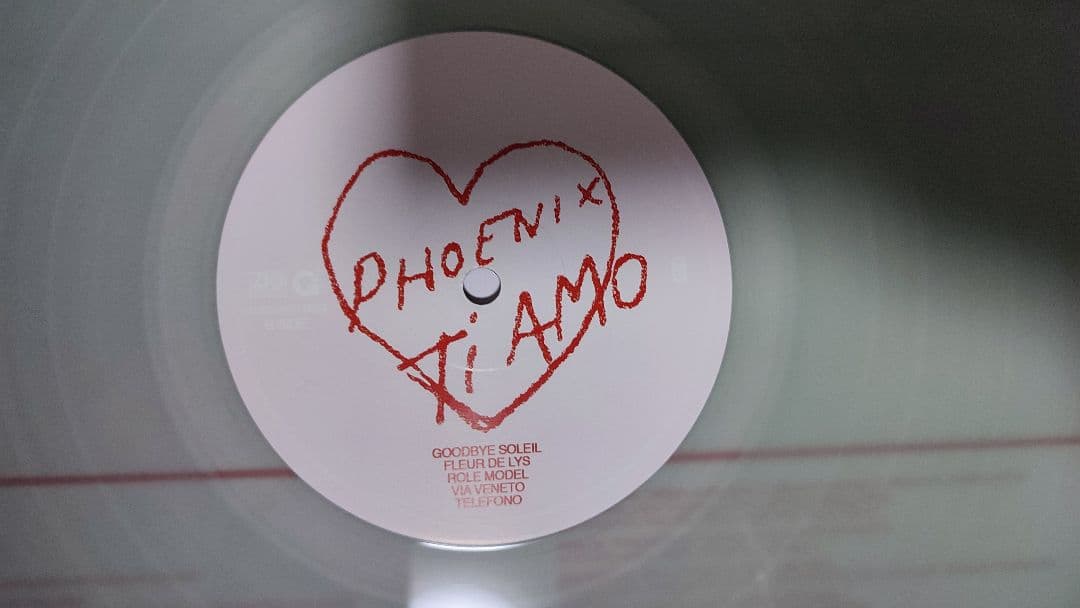 PHOENIX
Ti AMO
GOODBYE SOLEIL
FLEUR DE LYS
ROLE MODEL
VIA VENETO
TELEFONO